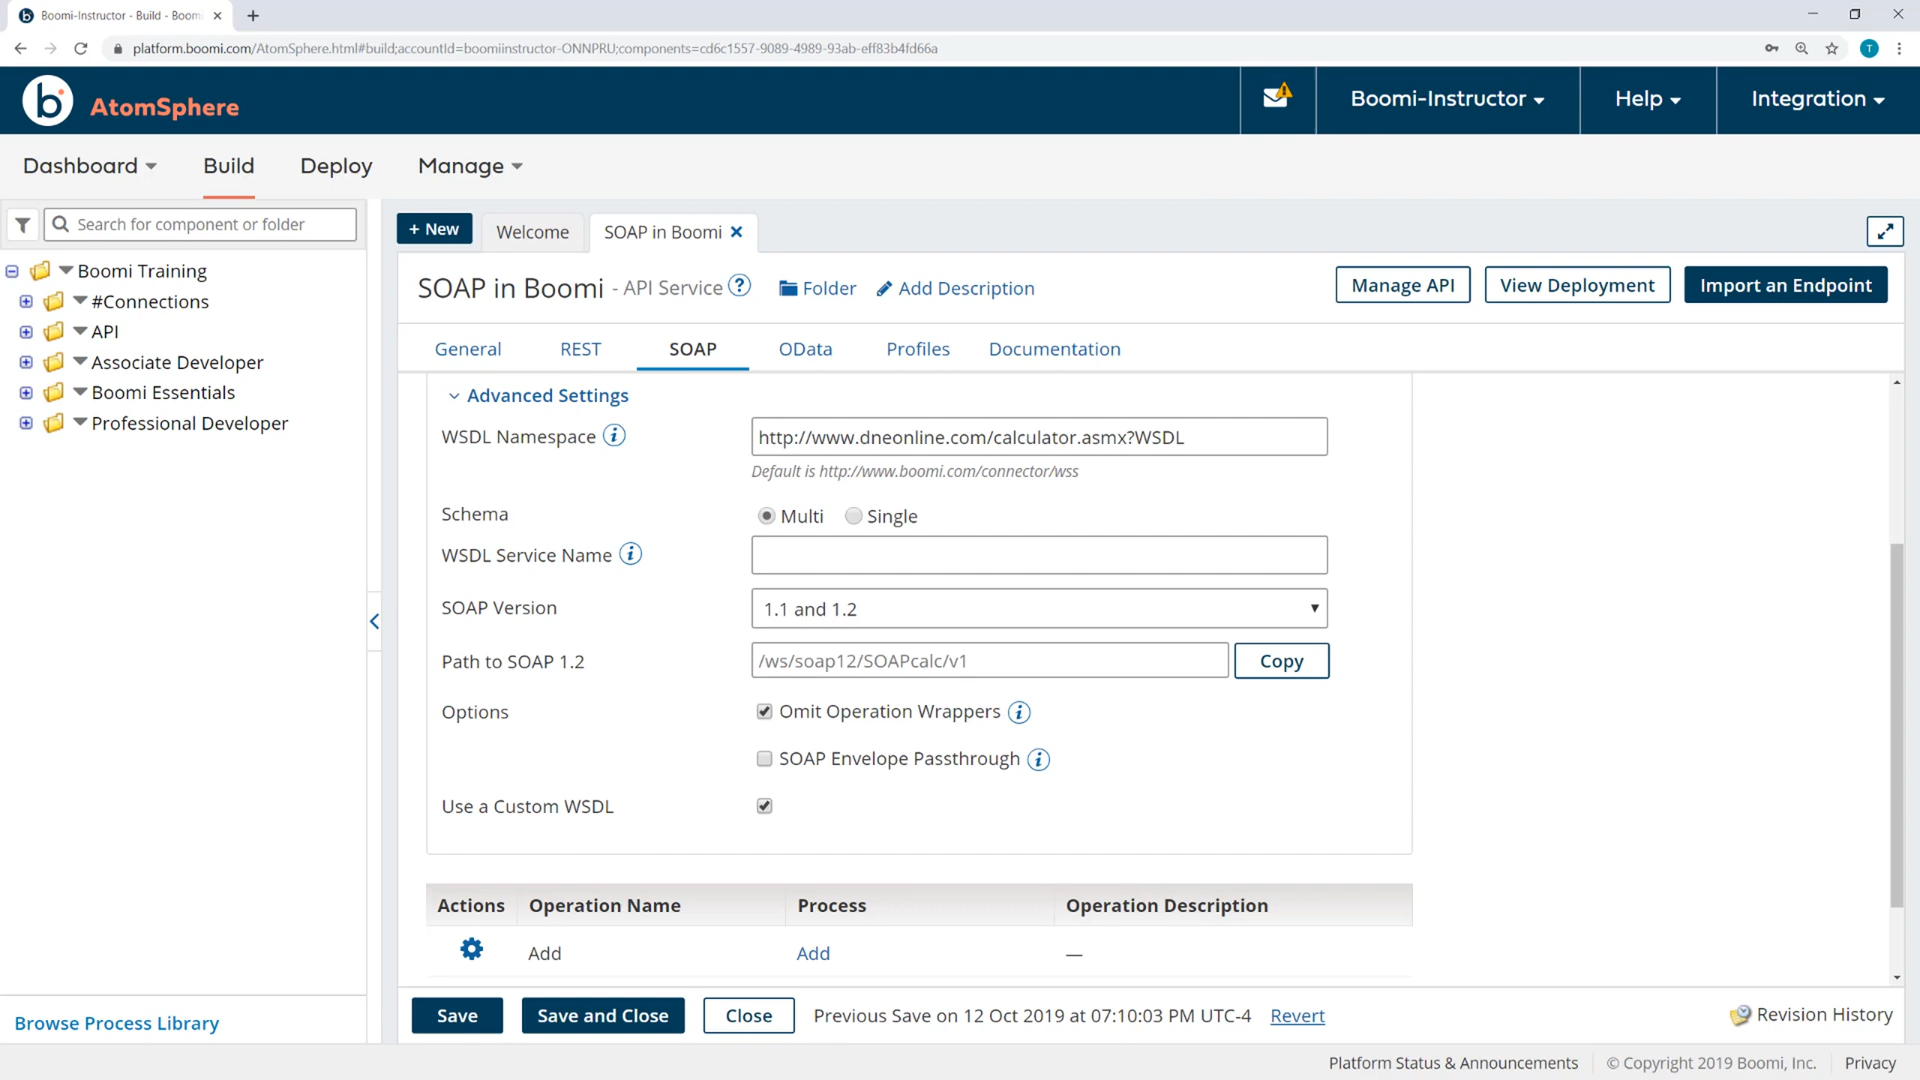 Boomi-Instructor - Build - Boomi
platform.boomi.com/AtomSphere.html#build;accountId=boomiinstructor-ONNPRU;components=cd6c1557-9089-4989-93ab-eff83b4fd66a
T
b AtomSphere
Boomi-Instructor
Help
Integration
Dashboard
Build
Deploy
Manage
Search for component or folder
Boomi Training
#Connections
API
Associate Developer
Boomi Essentials
Professional Developer
Browse Process Library
+ New
Welcome
SOAP in Boomi
SOAP in Boomi - API Service ?
Folder
Add Description
Manage API
View Deployment
Import an Endpoint
General
REST
SOAP
OData
Profiles
Documentation
Advanced Settings
WSDL Namespace i
http://www.dneonline.com/calculator.asmx?WSDL
Default is http://www.boomi.com/connector/wss
Schema
Multi
Single
WSDL Service Name i
SOAP Version
1.1 and 1.2
Path to SOAP 1.2
/ws/soap12/SOAPcalc/v1
Copy
Options
Omit Operation Wrappers i
SOAP Envelope Passthrough i
Use a Custom WSDL
Actions
Operation Name
Process
Operation Description
Add
Add
—
Save
Save and Close
Close
Previous Save on 12 Oct 2019 at 07:10:03 PM UTC-4
Revert
Revision History
Platform Status & Announcements
© Copyright 2019 Boomi, Inc.
Privacy